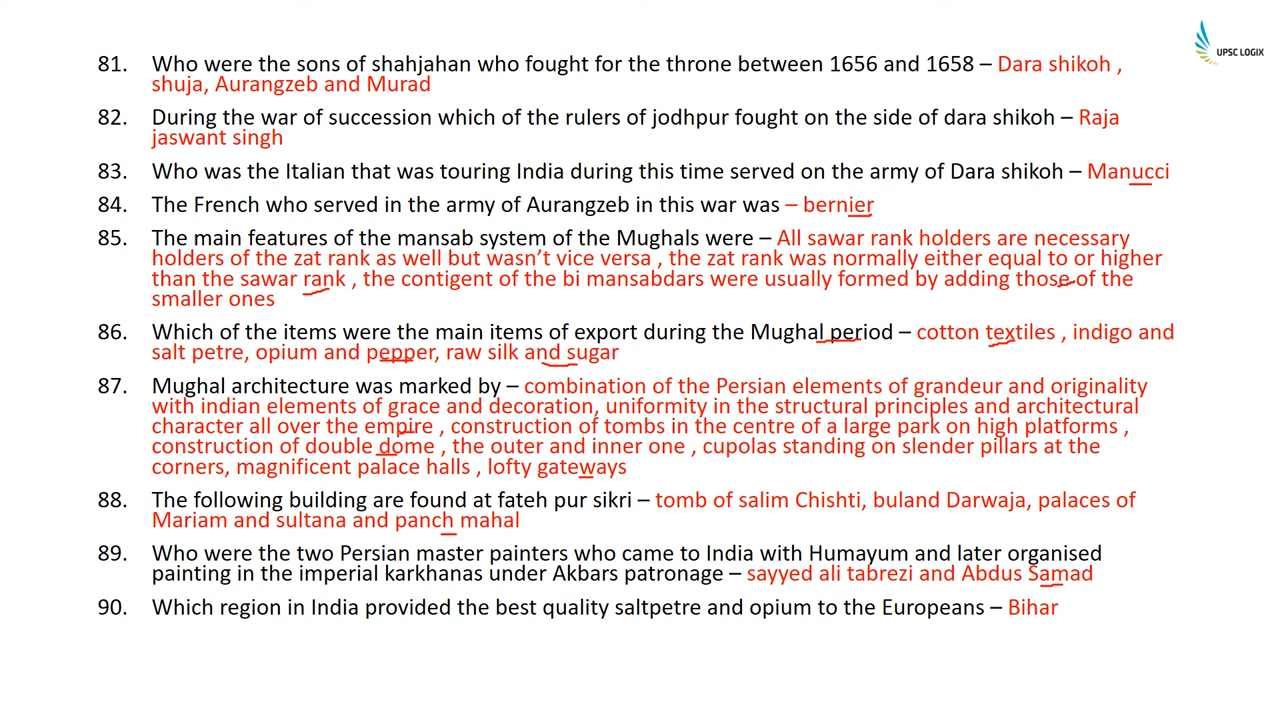 UPSC LOGIX
81. Who were the sons of shahjahan who fought for the throne between 1656 and 1658 – Dara shikoh ,
shuja, Aurangzeb and Murad
82. During the war of succession which of the rulers of jodhpur fought on the side of dara shikoh – Raja
jaswant singh
83. Who was the Italian that was touring India during this time served on the army of Dara shikoh – Manucci
84. The French who served in the army of Aurangzeb in this war was – bernier
85. The main features of the mansab system of the Mughals were – All sawar rank holders are necessary
holders of the zat rank as well but wasn’t vice versa , the zat rank was normally either equal to or higher
than the sawar rank , the contigent of the bi mansabdars were usually formed by adding those of the
smaller ones
86. Which of the items were the main items of export during the Mughal period – cotton textiles , indigo and
salt petre, opium and pepper, raw silk and sugar
87. Mughal architecture was marked by – combination of the Persian elements of grandeur and originality
with indian elements of grace and decoration, uniformity in the structural principles and architectural
character all over the empire , construction of tombs in the centre of a large park on high platforms ,
construction of double dome , the outer and inner one , cupolas standing on slender pillars at the
corners, magnificent palace halls , lofty gateways
88. The following building are found at fateh pur sikri – tomb of salim Chishti, buland Darwaja, palaces of
Mariam and sultana and panch mahal
89. Who were the two Persian master painters who came to India with Humayum and later organised
painting in the imperial karkhanas under Akbars patronage – sayyed ali tabrezi and Abdus Samad
90. Which region in India provided the best quality saltpetre and opium to the Europeans – Bihar